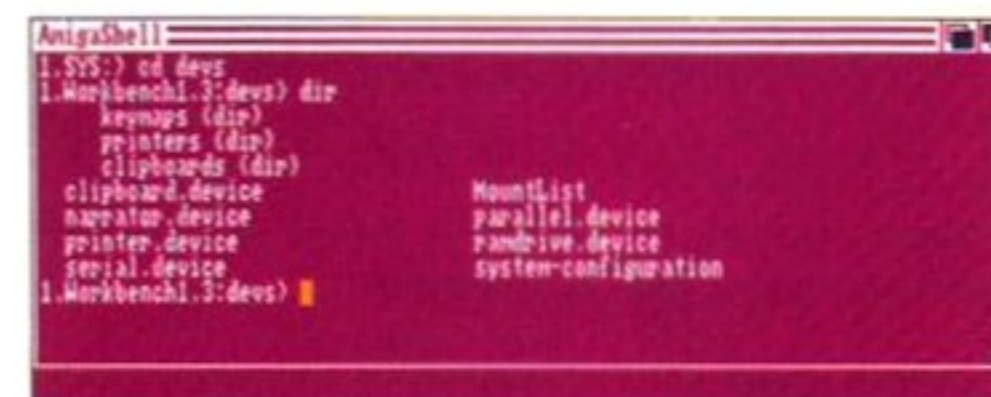 AmigaShell
1.SYS:> cd devs
1.Workbench1.3:devs> dir
keymaps (dir)
printers (dir)
clipboards (dir)
clipboard.device MountList
narrator.device parallel.device
printer.device ramdrive.device
serial.device system-configuration
1.Workbench1.3:devs>